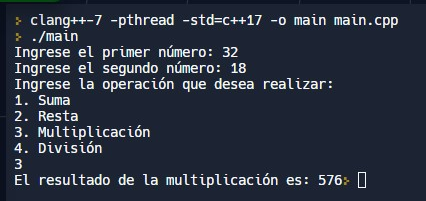 clang++-7 -pthread -std=c++17 -o main main.cpp
./main
Ingrese el primer número: 32
Ingrese el segundo número: 18
Ingrese la operación que desea realizar:
1. Suma
2. Resta
3. Multiplicación
4. División
3
El resultado de la multiplicación es: 576